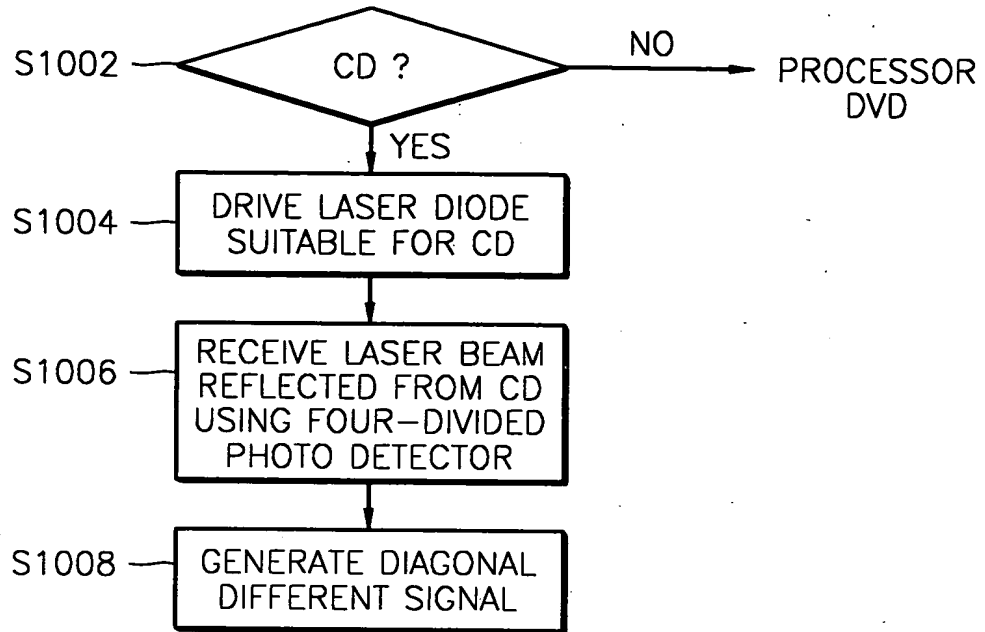 S1002
CD ?
NO
PROCESSOR
DVD
YES
S1004
DRIVE LASER DIODE
SUITABLE FOR CD
S1006
RECEIVE LASER BEAM
REFLECTED FROM CD
USING FOUR-DIVIDED
PHOTO DETECTOR
S1008
GENERATE DIAGONAL
DIFFERENT SIGNAL